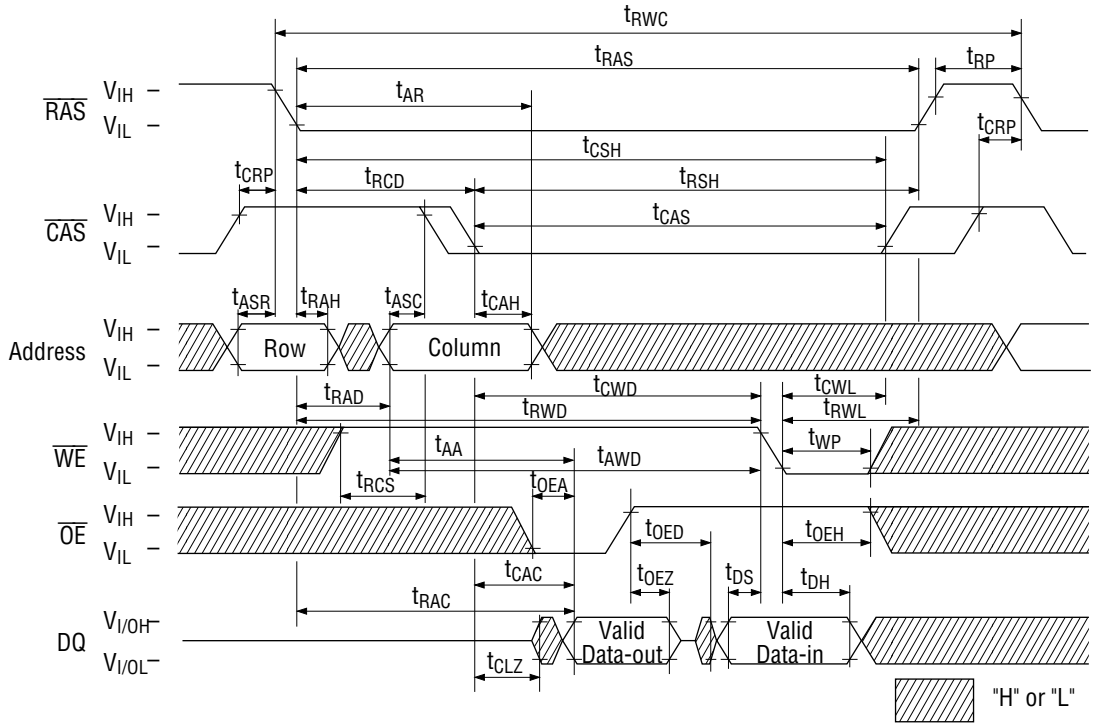 tRWC
tRAS
tRP
tAR
RAS
VIH
VIL
tCRP
tCSH
tCRP
tRCD
tRSH
CAS
VIH
VIL
tCAS
tASR
tRAH
tASC
tCAH
Address
VIH
VIL
Row
Column
tRAD
tCWD
tCWL
tRWD
tRWL
WE
VIH
VIL
tAA
tAWD
tWP
tRCS
tOEA
OE
VIH
VIL
tOED
tOEH
tCAC
tOEZ
tDS
tDH
tRAC
DQ
VI/OH
VI/OL
Valid
Data-out
Valid
Data-in
tCLZ
"H" or "L"